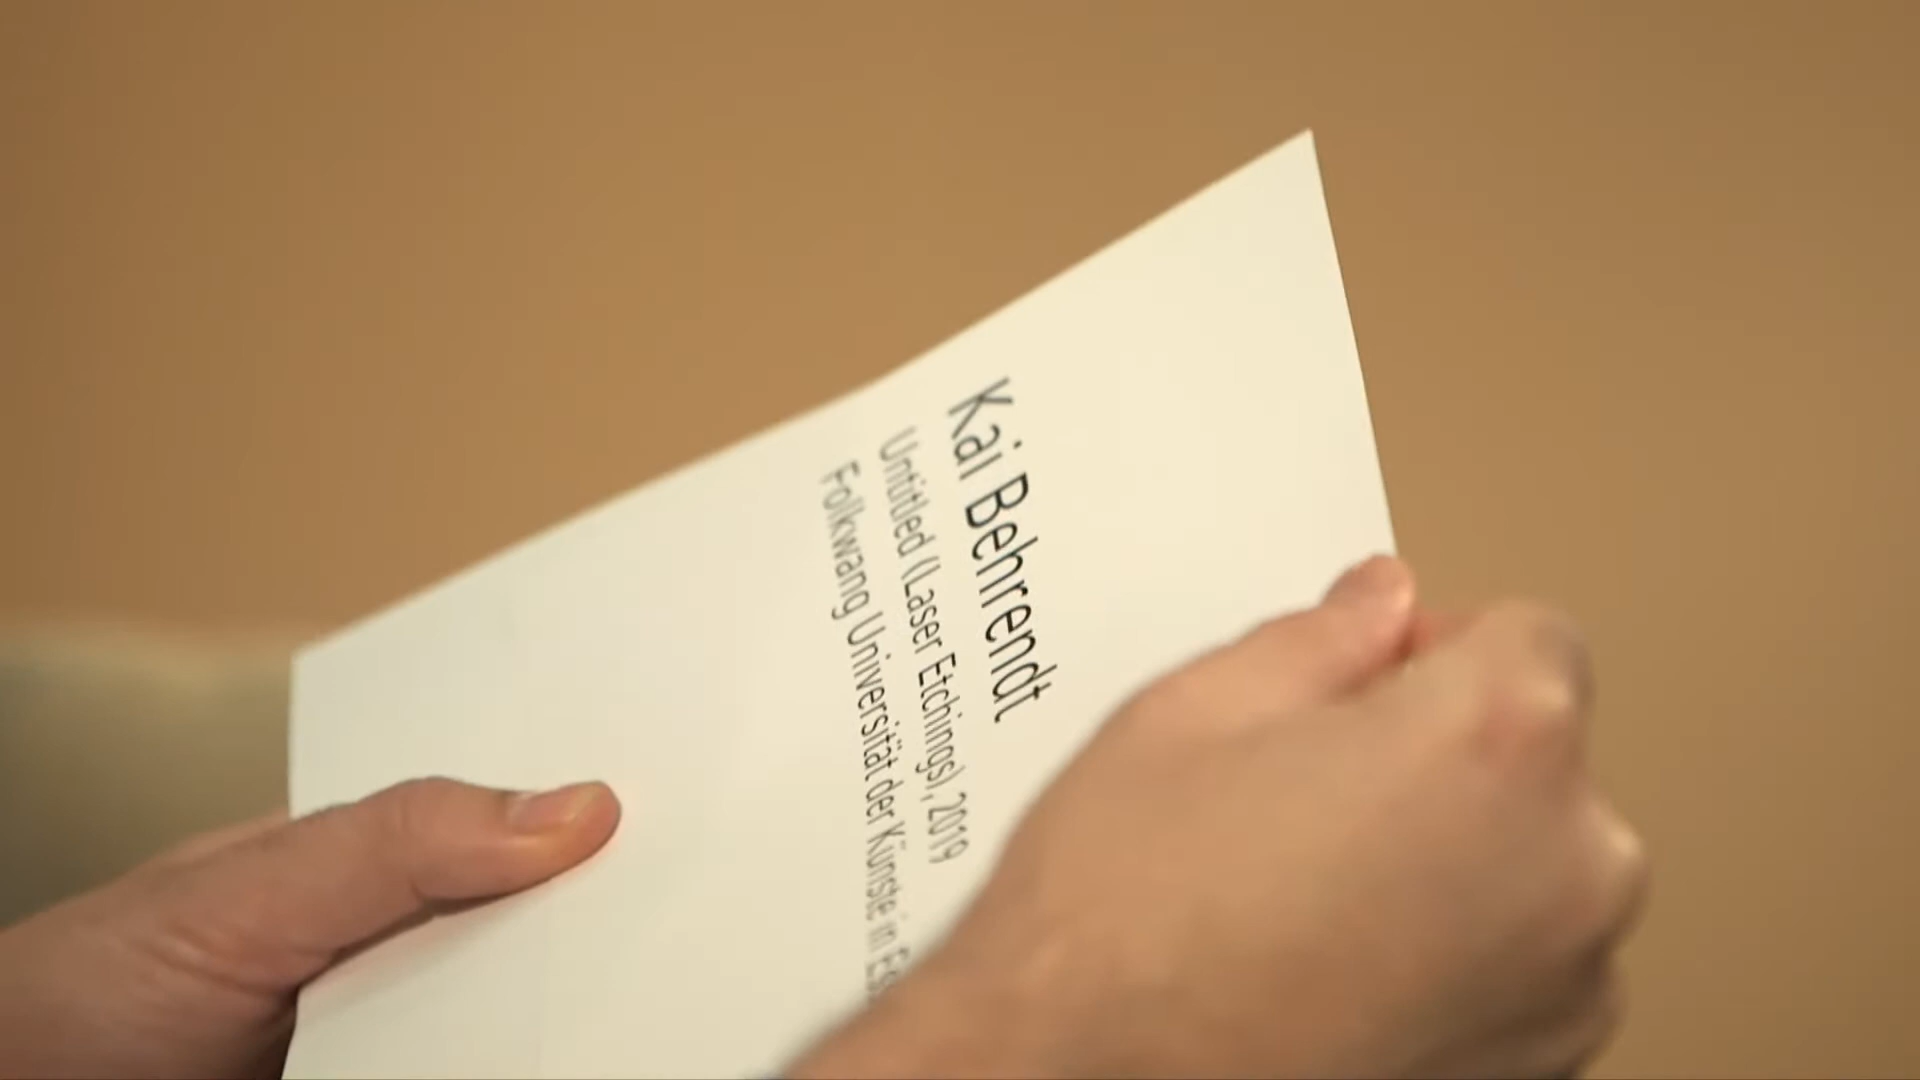 Kai Behrendt
Untitled (Laser Etchings), 2019
Folkwang Universität der Künste in